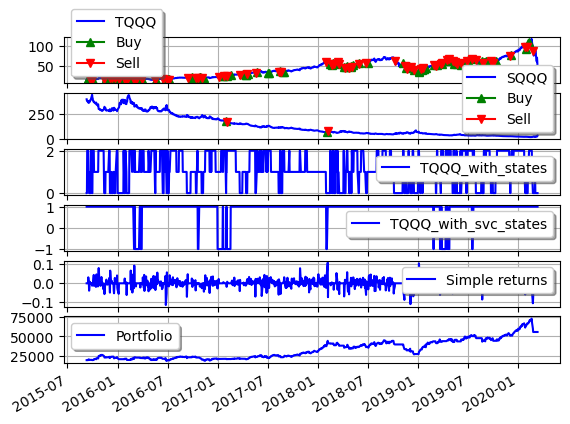 TQQQ
Buy
Sell
100
50
SQQQ
Buy
Sell
250
0
2
0
TQQQ_with_states
1
0
−1
TQQQ_with_svc_states
0.1
0.0
−0.1
Simple returns
75000
50000
25000
Portfolio
2015-07
2016-01
2016-07
2017-01
2017-07
2018-01
2018-07
2019-01
2019-07
2020-01